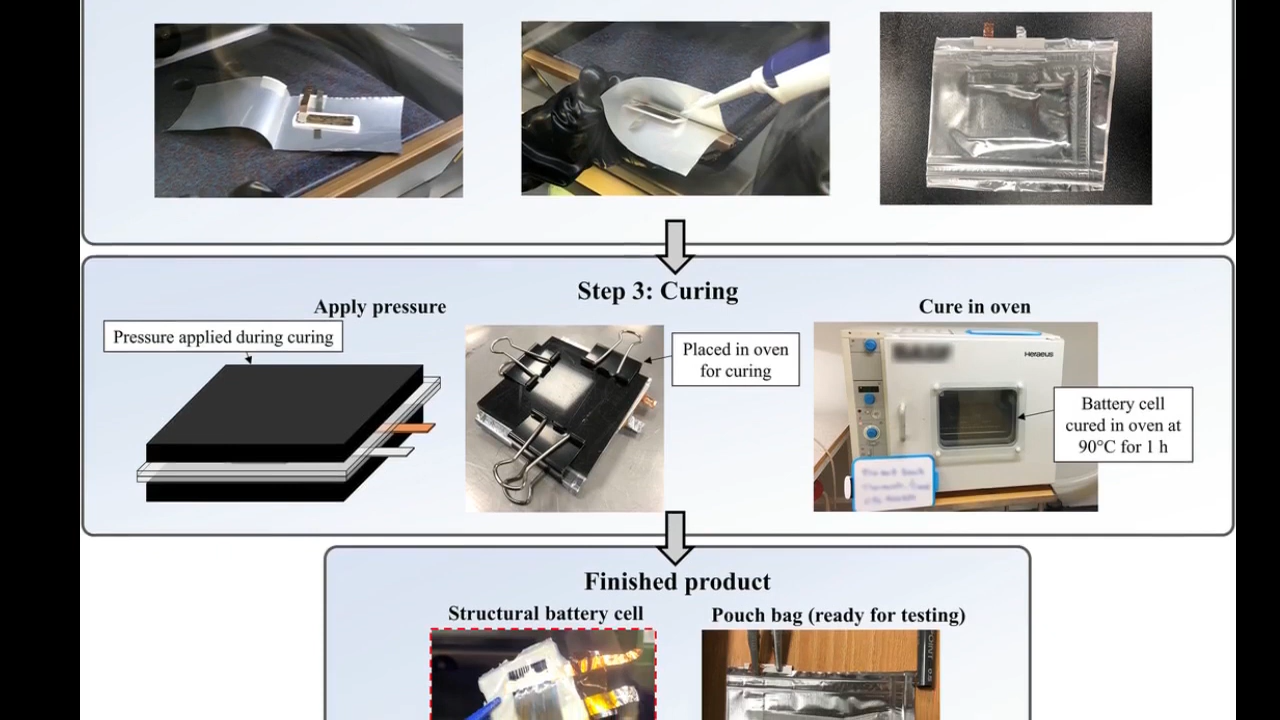 Step 3: Curing
Apply pressure
Pressure applied during curing
Placed in oven
for curing
Cure in oven
Heraeus
Battery cell
cured in oven at
90°C for 1 h
Finished product
Structural battery cell
Pouch bag (ready for testing)